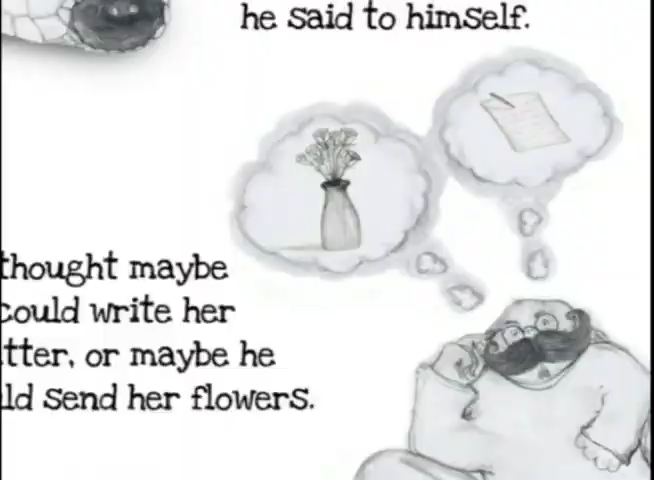 he said to himself.
thought maybe
could write her
tter, or maybe he
ld send her flowers.